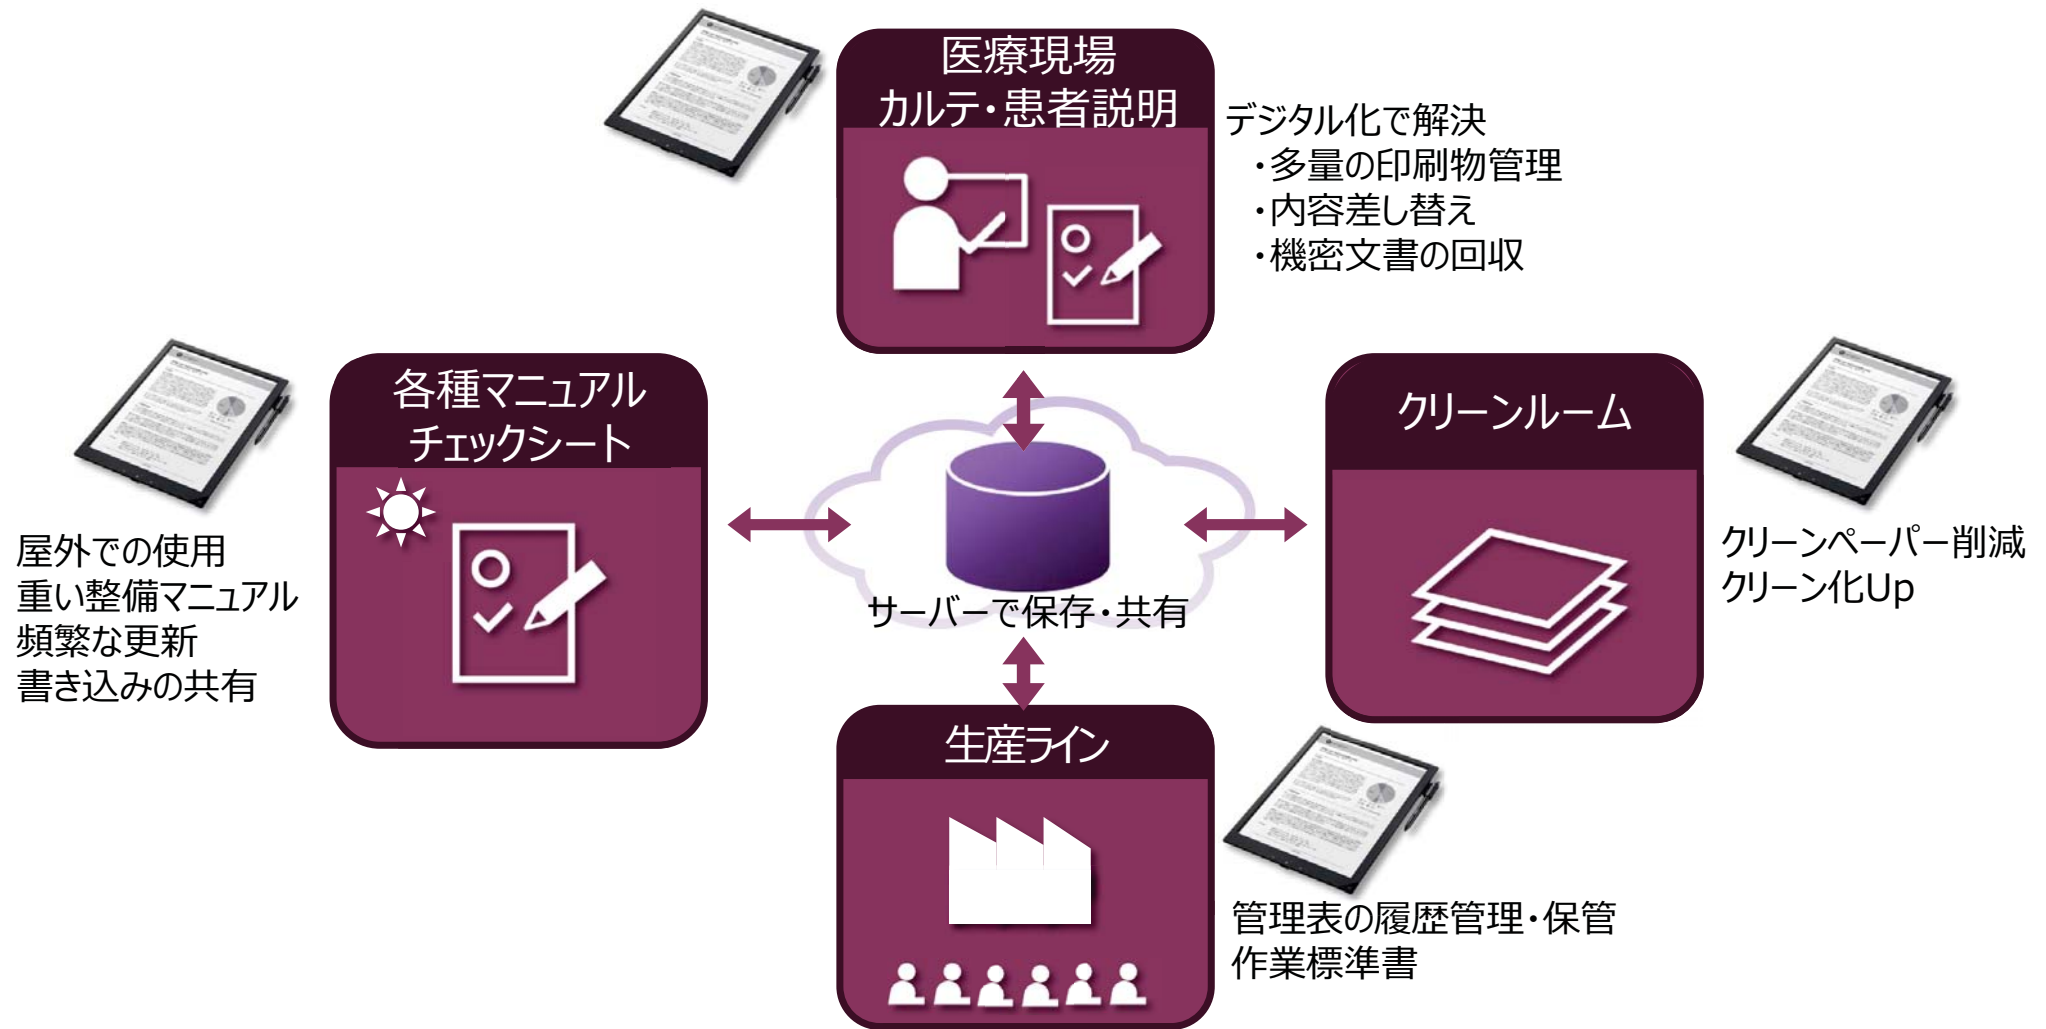 医療現場
カルテ・患者説明
デジタル化で解決
・多量の印刷物管理
・内容差し替え
・機密文書の回収
各種マニュアル
チェックシート
屋外での使用
重い整備マニュアル
頻繁な更新
書き込みの共有
サーバーで保存・共有
クリーンルーム
クリーンペーパー削減
クリーン化Up
生産ライン
管理表の履歴管理・保管
作業標準書